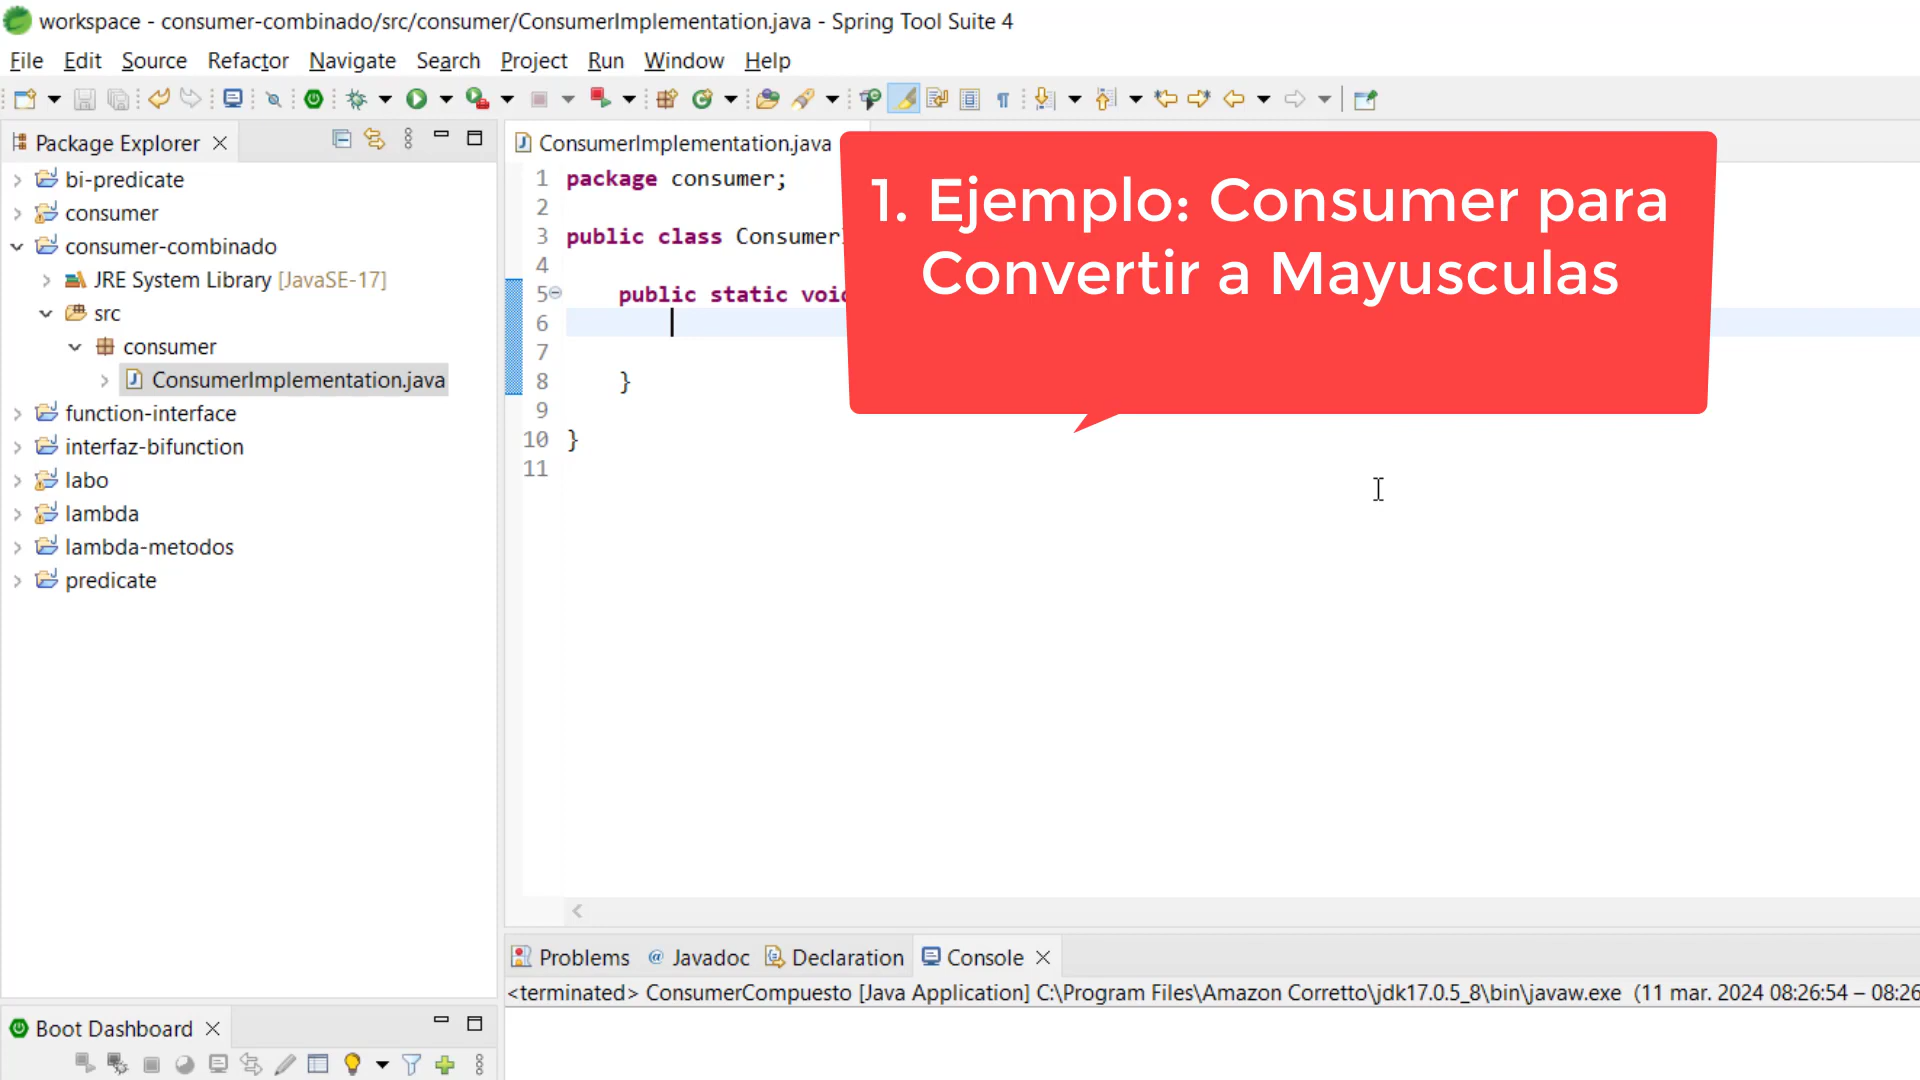 workspace - consumer-combinado/src/consumer/ConsumerImplementation.java - Spring Tool Suite 4
File Edit Source Refactor Navigate Search Project Run Window Help
Package Explorer
bi-predicate
consumer
consumer-combinado
JRE System Library [JavaSE-17]
src
consumer
ConsumerImplementation.java
function-interface
interfaz-bifunction
labo
lambda
lambda-metodos
predicate
Boot Dashboard
ConsumerImplementation.java
1 package consumer;
2
3 public class Consumer
4
5 public static void
6
7
8 }
9
10 }
11
1. Ejemplo: Consumer para
Convertir a Mayusculas
Problems Javadoc Declaration Console
<terminated> ConsumerCompuesto [Java Application] C:\Program Files\Amazon Corretto\jdk17.0.5_8\bin\javaw.exe (11 mar. 2024 08:26:54 – 08:26